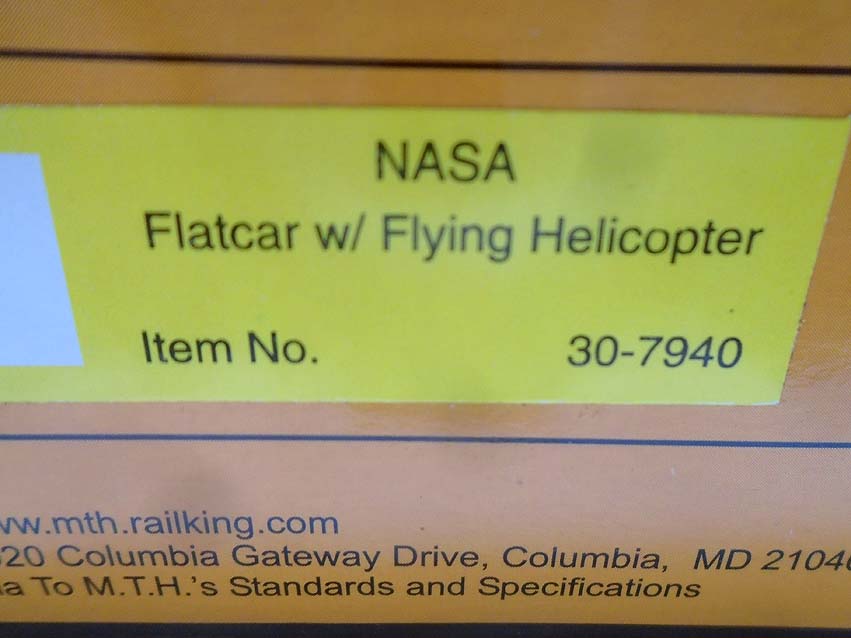 NASA
Flatcar w/ Flying Helicopter
Item No. 30-7940
ww.mth.railking.com
20 Columbia Gateway Drive, Columbia, MD 2104
a To M.T.H.'s Standards and Specifications